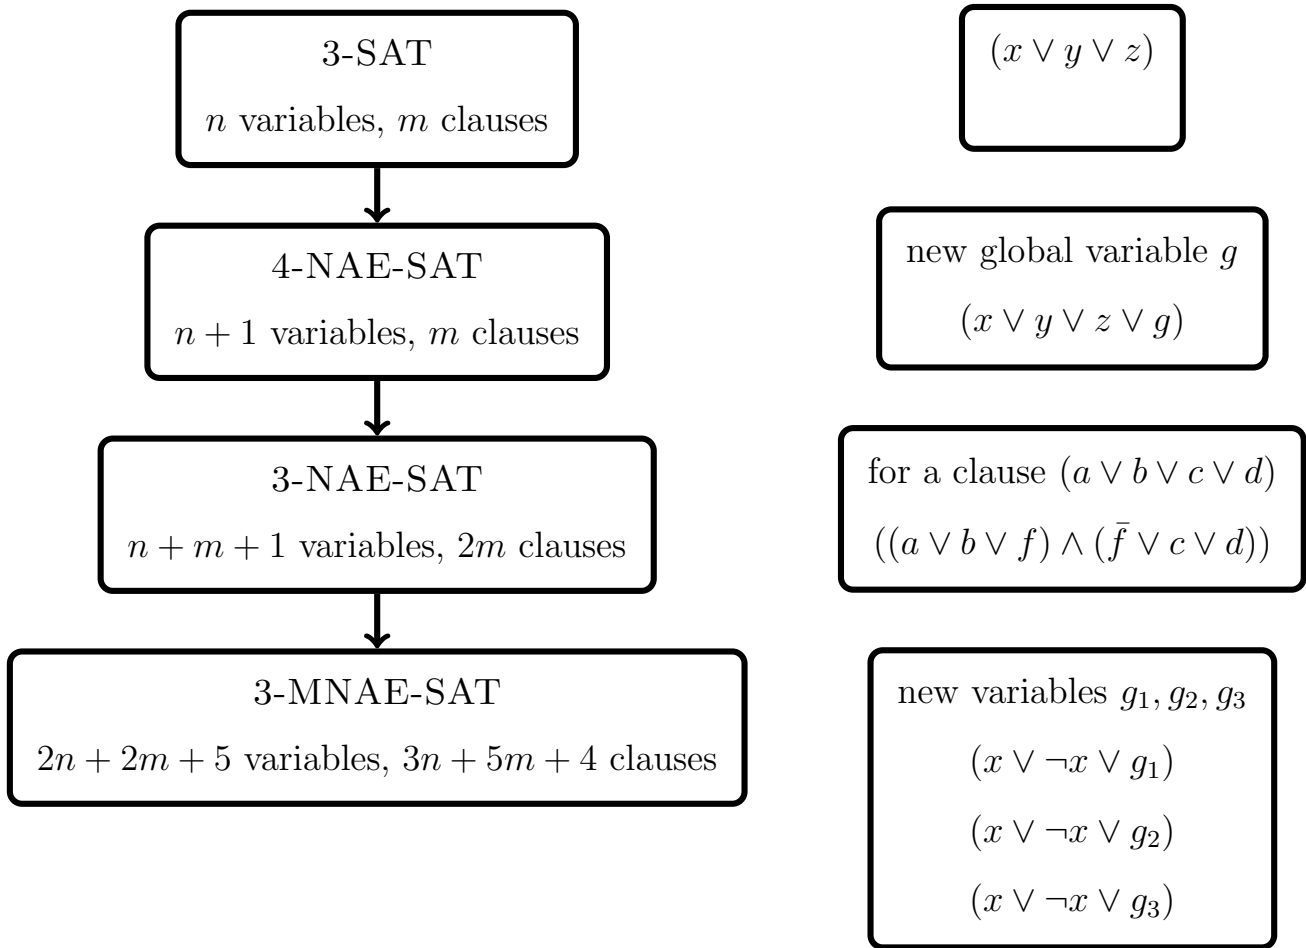 3-SAT
n variables, m clauses
(x ∨ y ∨ z)
4-NAE-SAT
n + 1 variables, m clauses
new global variable g
(x ∨ y ∨ z ∨ g)
3-NAE-SAT
n + m + 1 variables, 2m clauses
for a clause (a ∨ b ∨ c ∨ d)
((a ∨ b ∨ f) ∧ (f̄ ∨ c ∨ d))
3-MNAE-SAT
2n + 2m + 5 variables, 3n + 5m + 4 clauses
new variables g₁, g₂, g₃
(x ∨ ¬x ∨ g₁)
(x ∨ ¬x ∨ g₂)
(x ∨ ¬x ∨ g₃)